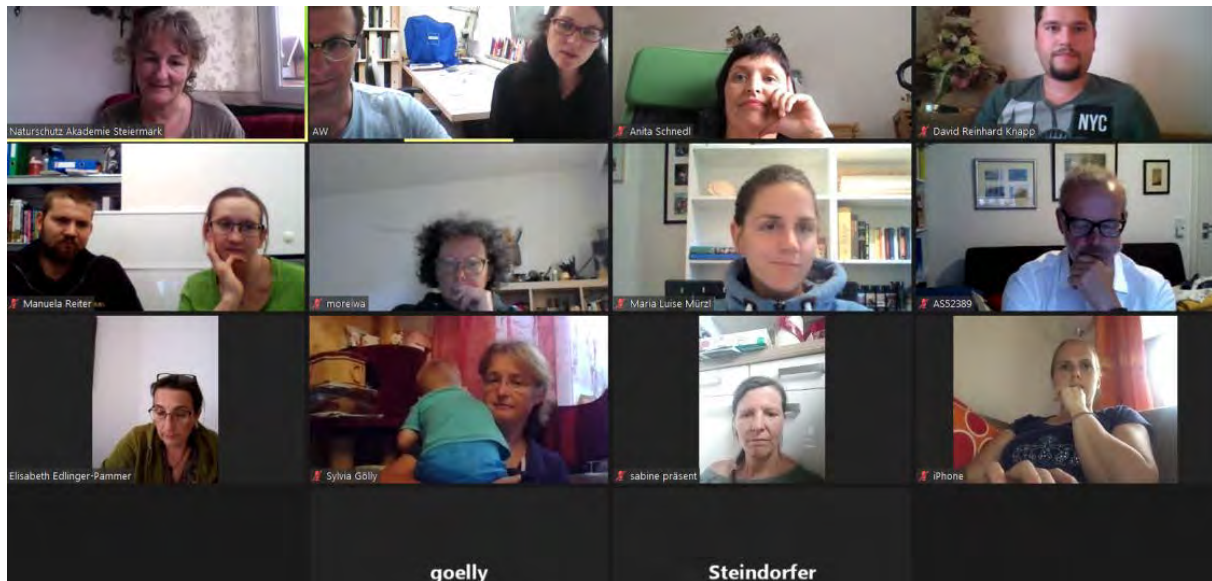 Naturschutz Akademie Steiermark
AW
Anita Schnedl
David Reinhard Knapp
NYC
Manuela Reiter
moreiwa
Maria Luise Mürzl
AS52389
Elisabeth Edlinger-Pammer
Sylvia Gölly
sabine präsent
iPhone
goelly
Steindorfer